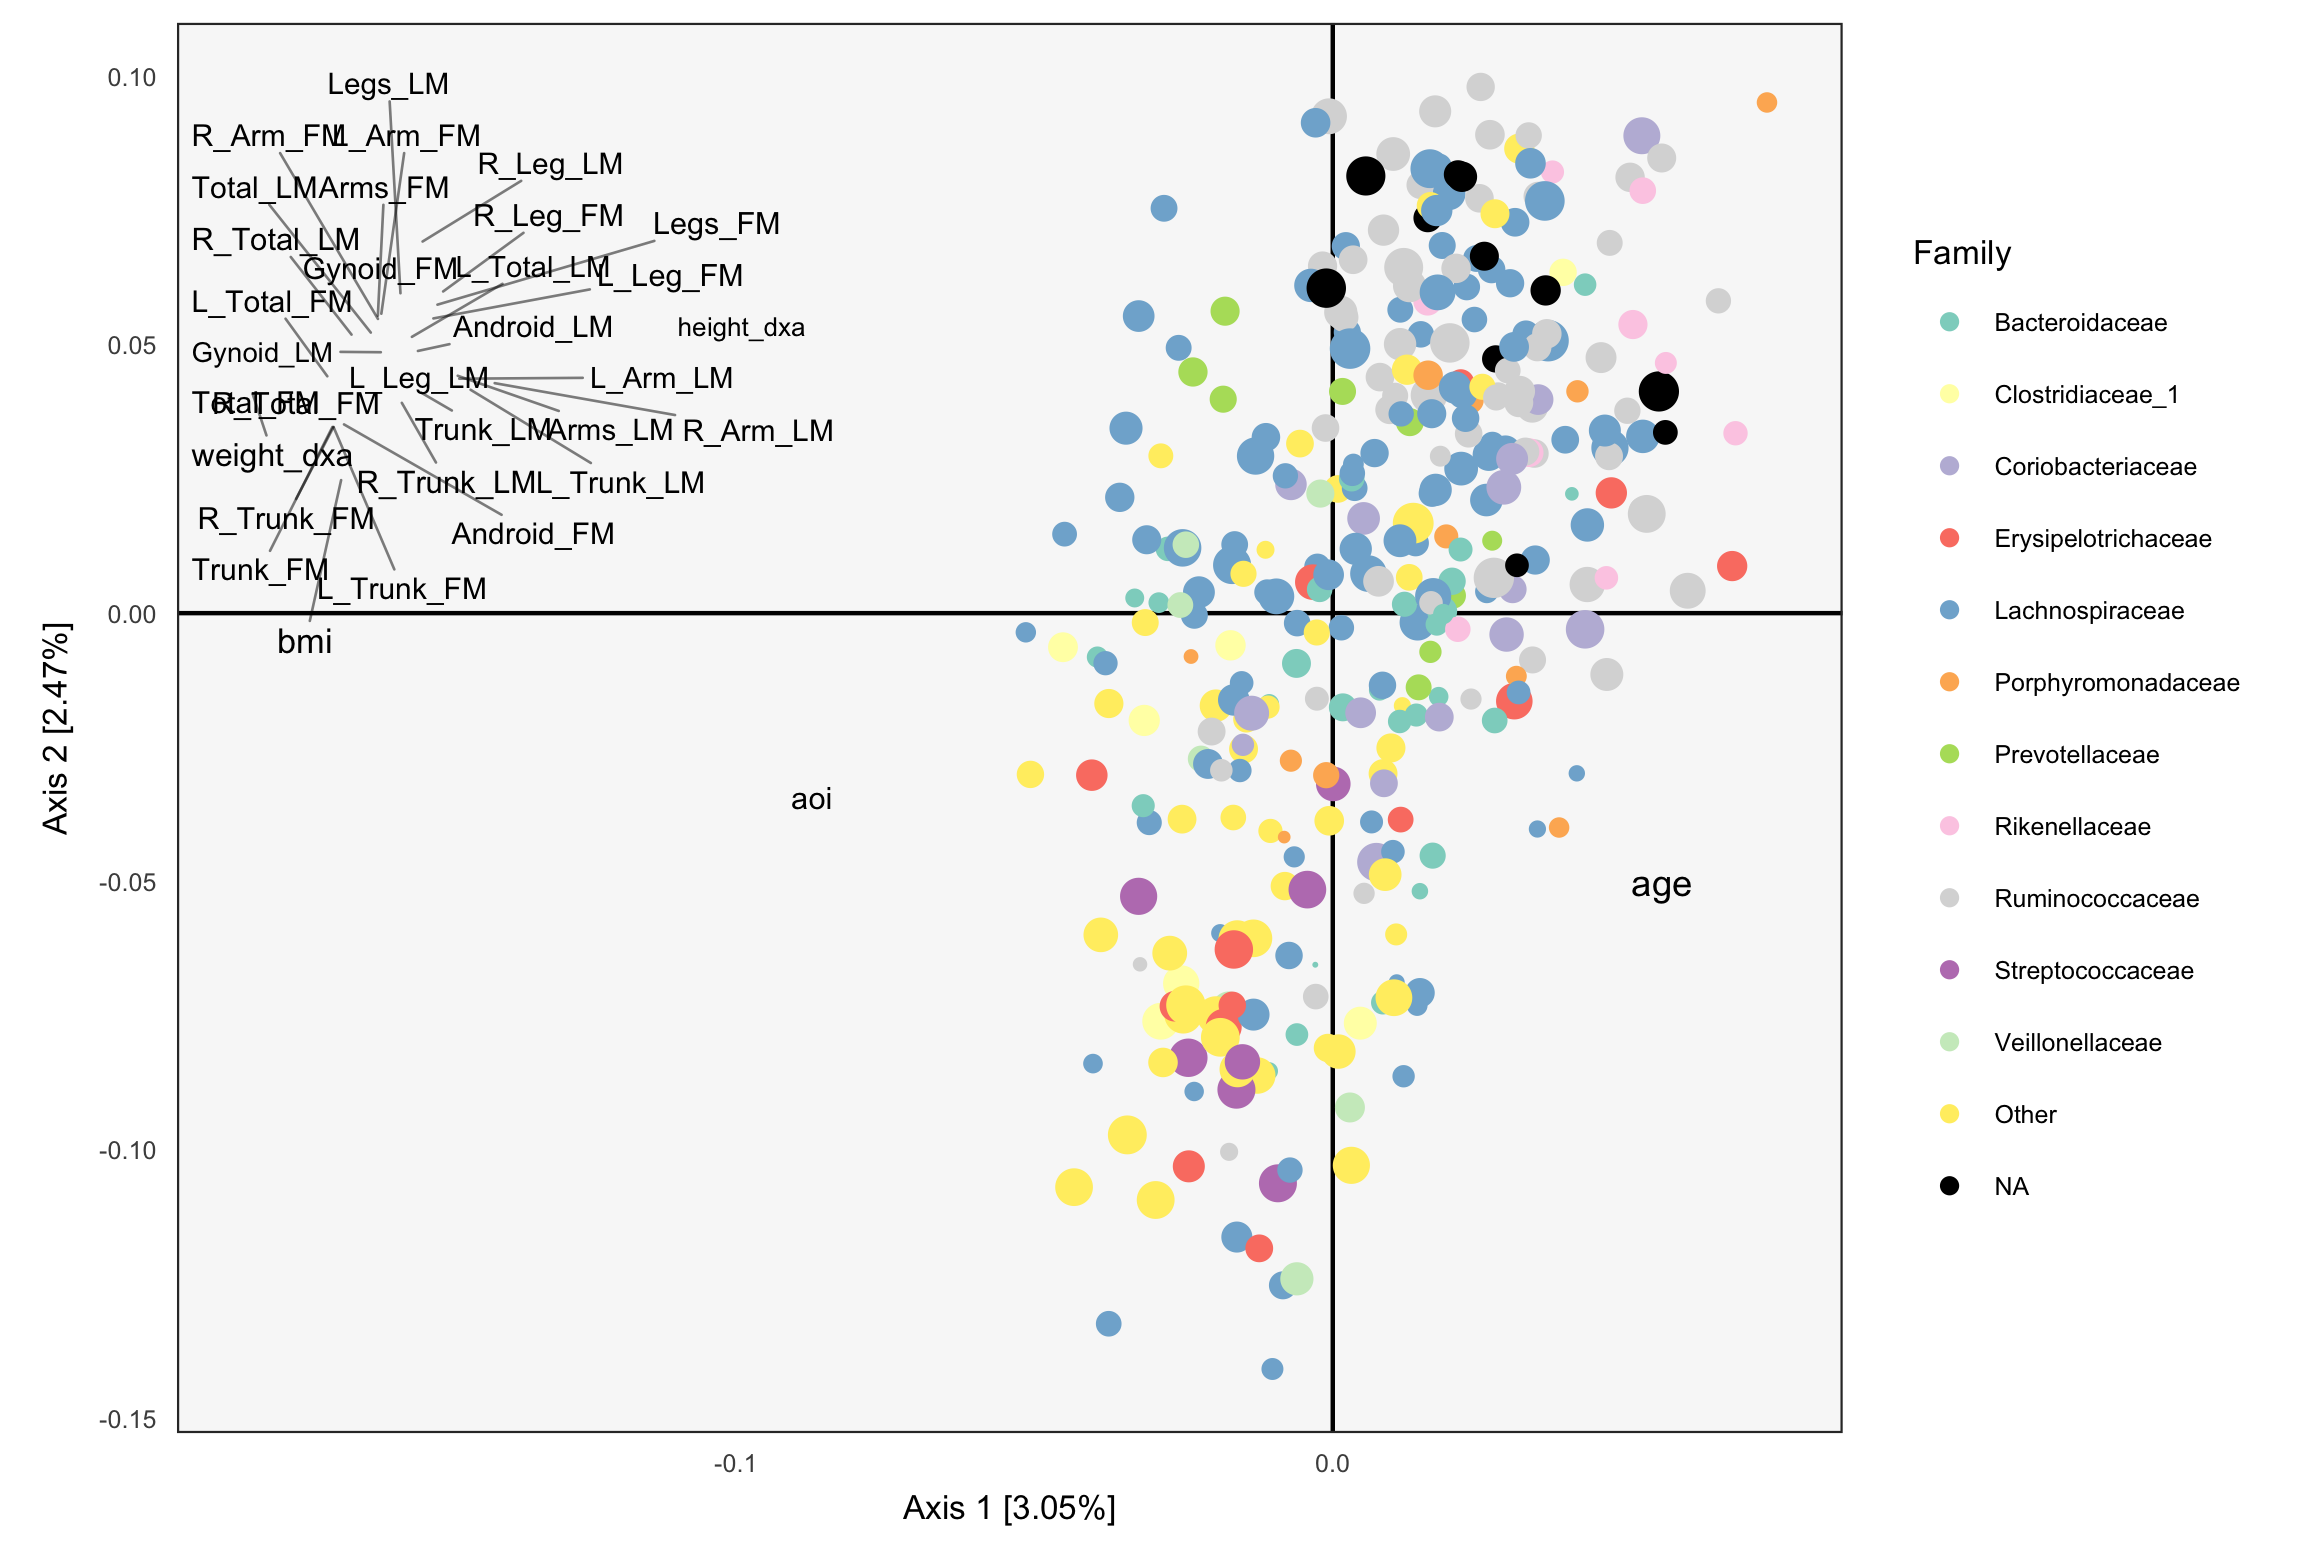 0.10
0.05
0.00
-0.05
-0.10
-0.15
Axis 2 [2.47%]
Legs_LM
R_Arm_FM
L_Arm_FM
R_Leg_LM
Total_LM
Arms_FM
R_Leg_FM
Legs_FM
R_Total_LM
Gynoid_FM
L_Total_LM
L_Leg_FM
L_Total_FM
Android_LM
height_dxa
Gynoid_LM
L_Leg_LM
L_Arm_LM
Total_FM
R_Total_FM
Trunk_LM
Arms_LM
R_Arm_LM
weight_dxa
R_Trunk_LM
L_Trunk_LM
R_Trunk_FM
Android_FM
Trunk_FM
L_Trunk_FM
bmi
aoi
age
-0.1
0.0
Axis 1 [3.05%]
Family
Bacteroidaceae
Clostridiaceae_1
Coriobacteriaceae
Erysipelotrichaceae
Lachnospiraceae
Porphyromonadaceae
Prevotellaceae
Rikenellaceae
Ruminococcaceae
Streptococcaceae
Veillonellaceae
Other
NA